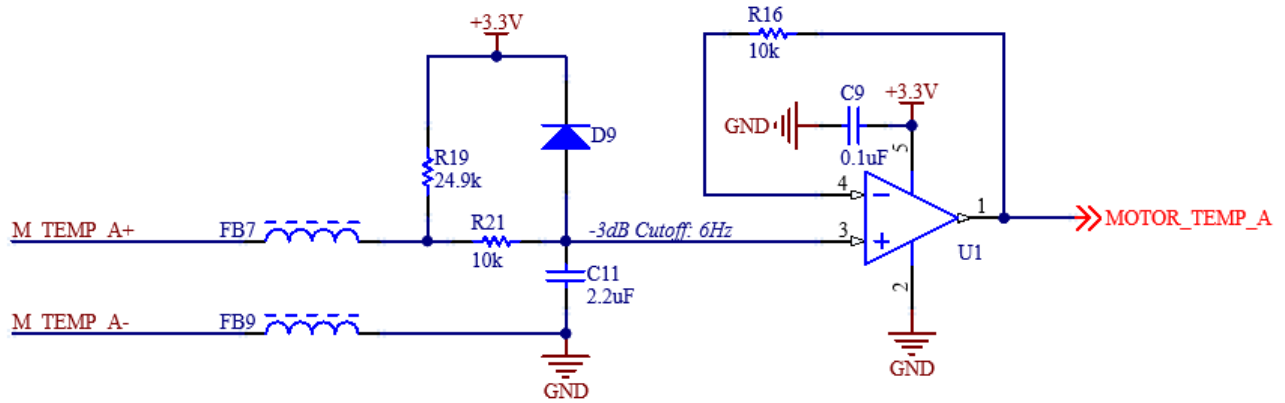 +3.3V
R16
10k
C9
+3.3V
GND
0.1uF
5
D9
R19
24.9k
4
1
MOTOR_TEMP_A
M_TEMP_A+
FB7
R21
10k
-3dB Cutoff: 6Hz
3
U1
C11
2.2uF
2
M_TEMP_A-
FB9
GND
GND